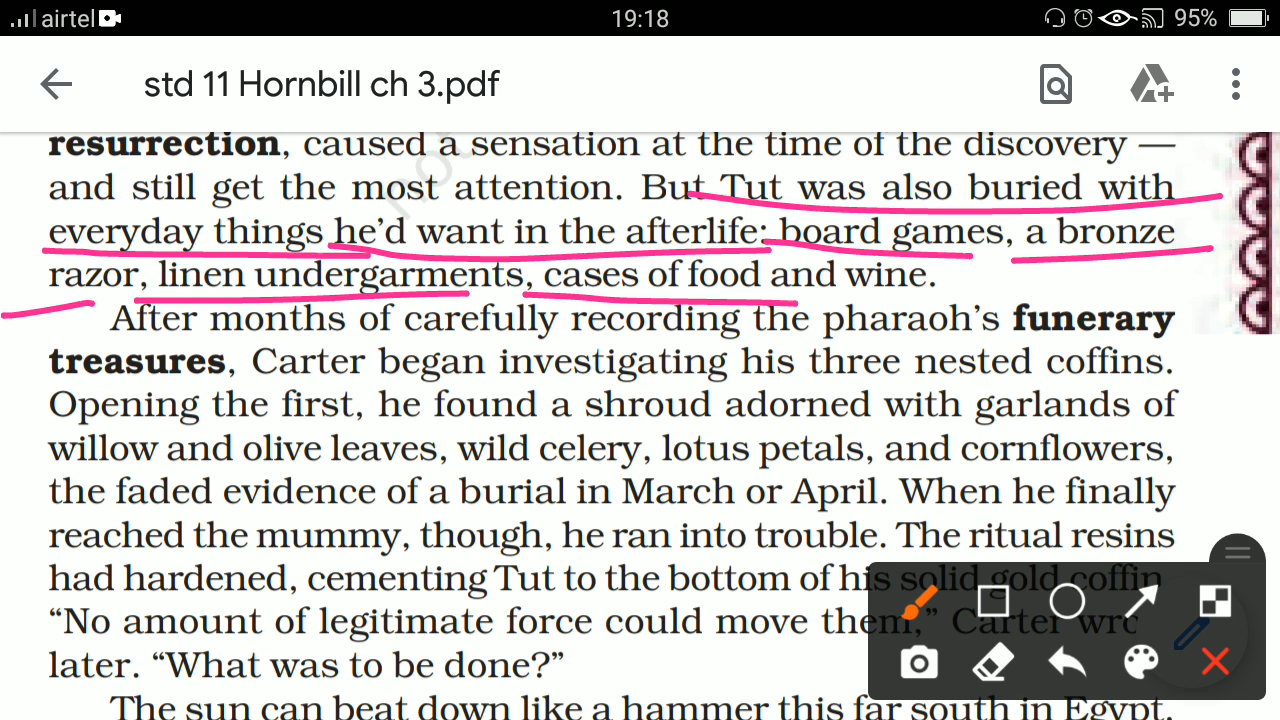 airtel 19:18 95%
std 11 Hornbill ch 3.pdf
resurrection, caused a sensation at the time of the discovery —
and still get the most attention. But Tut was also buried with
everyday things he’d want in the afterlife: board games, a bronze
razor, linen undergarments, cases of food and wine.
After months of carefully recording the pharaoh’s funerary
treasures, Carter began investigating his three nested coffins.
Opening the first, he found a shroud adorned with garlands of
willow and olive leaves, wild celery, lotus petals, and cornflowers,
the faded evidence of a burial in March or April. When he finally
reached the mummy, though, he ran into trouble. The ritual resins
had hardened, cementing Tut to the bottom of his solid gold coffin
“No amount of legitimate force could move them,” Carter wro
later. “What was to be done?”
The sun can beat down like a hammer this far south in Egypt,
not